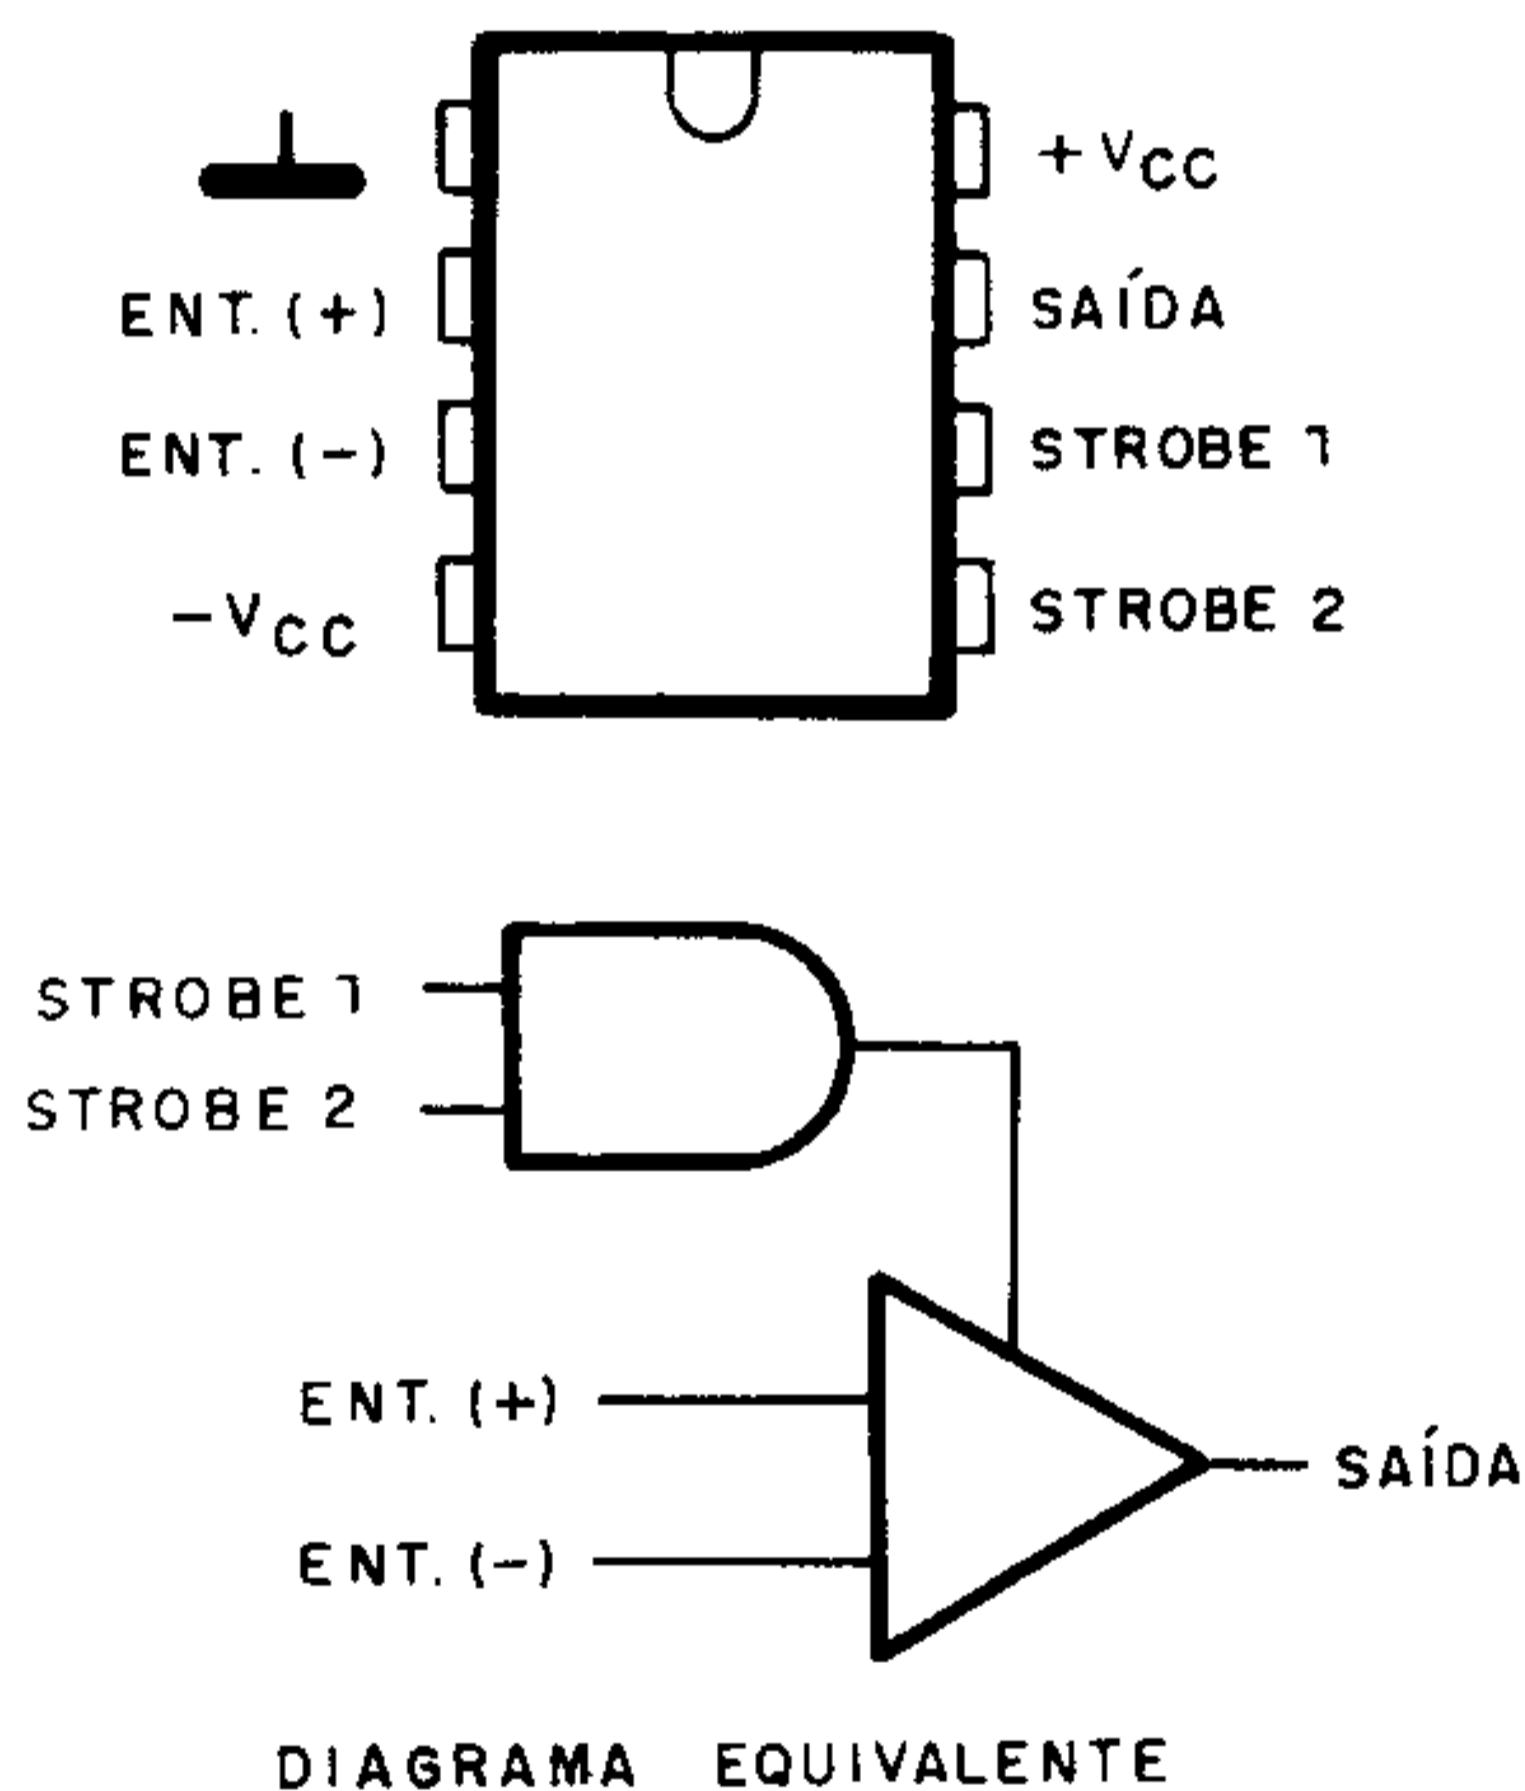 +VCC
ENT. (+)
SAÍDA
ENT. (-)
STROBE 1
-VCC
STROBE 2
STROBE 1
STROBE 2
ENT. (+)
SAÍDA
ENT. (-)
DIAGRAMA EQUIVALENTE